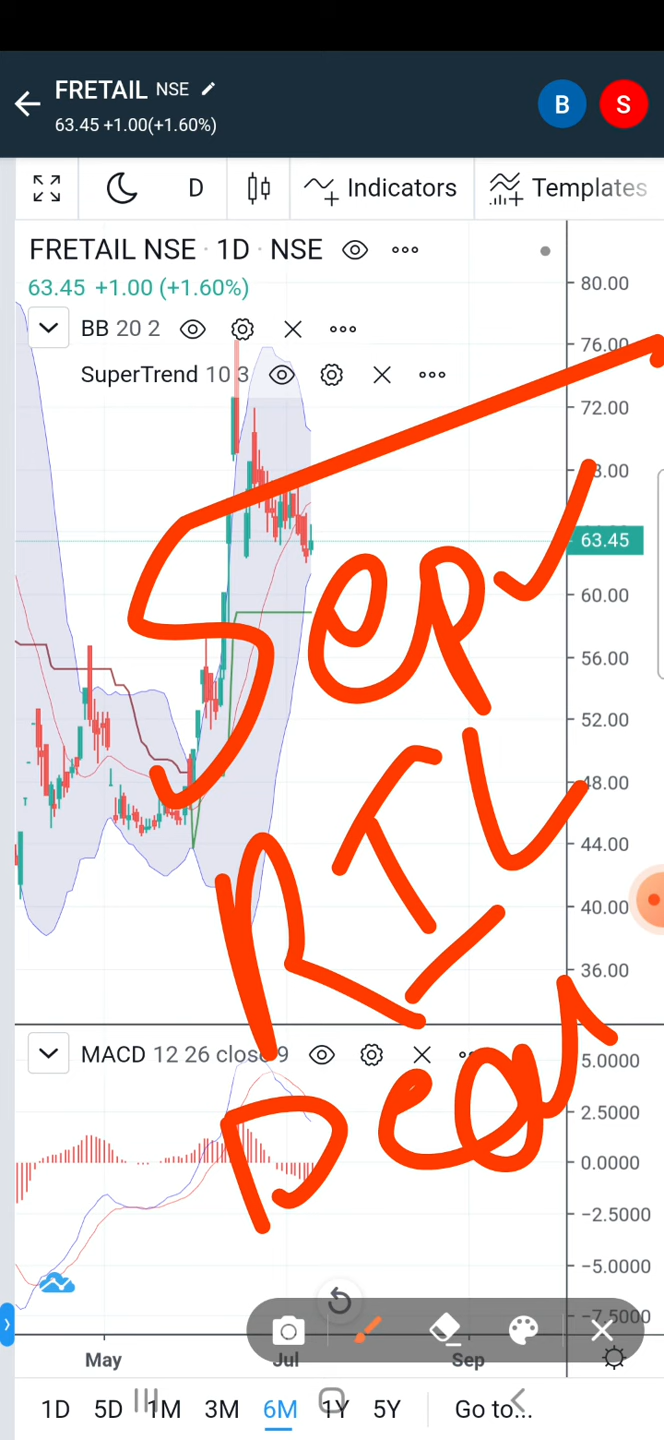 FRETAIL NSE
63.45 +1.00(+1.60%)
B S
D Indicators Templates
FRETAIL NSE · 1D · NSE
63.45 +1.00 (+1.60%)
BB 20 2
SuperTrend 10 3
80.00
76.00
72.00
8.00
63.45
60.00
56.00
52.00
48.00
44.00
40.00
36.00
Sep
RIL
Deal
MACD 12 26 close 9
5.0000
2.5000
0.0000
-2.5000
-5.0000
-7.5000
May Jul Sep
1D 5D 1M 3M 6M 1Y 5Y Go to...